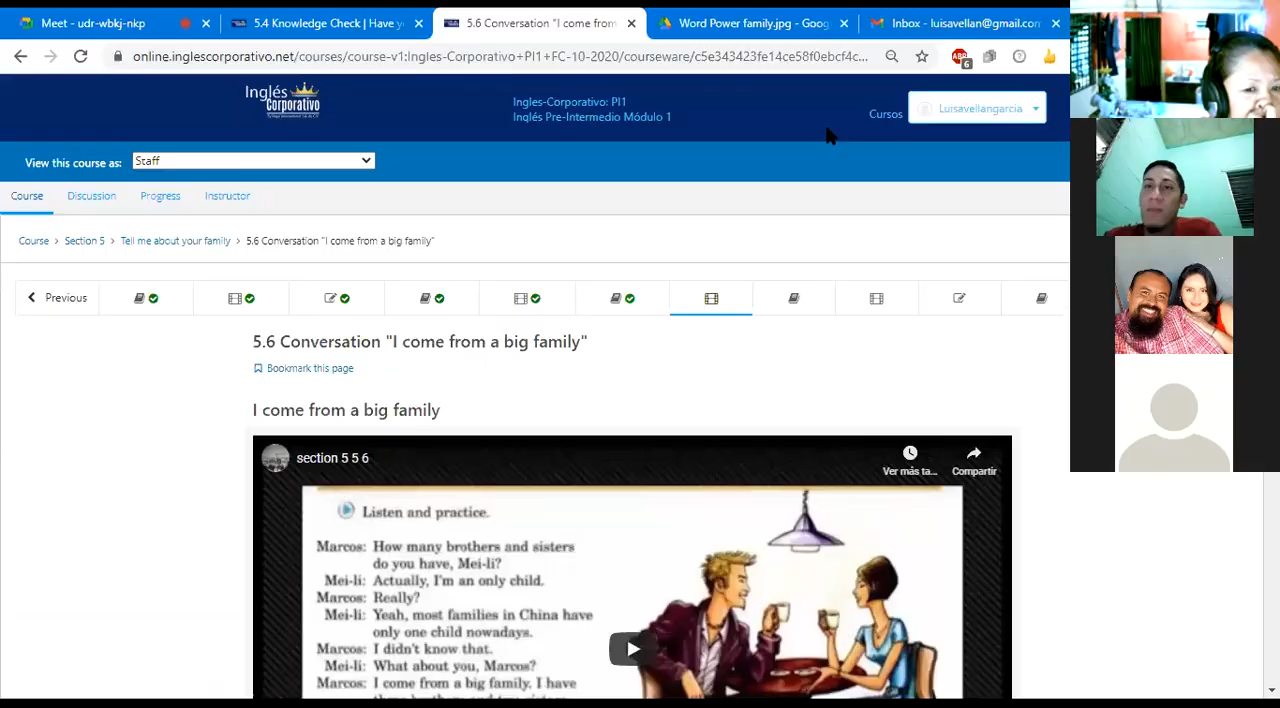 Meet - udr-wbkj-nkp
5.4 Knowledge Check | Have y
5.6 Conversation "I come from
Word Power family.jpg - Goog
Inbox - luisavellan@gmail.com
online.inglescorporativo.net/courses/course-v1:Ingles-Corporativo+PI1+FC-10-2020/courseware/c5e343423fe14ce58f0ebcf4c...
ABP
6
Inglés
Corporativo
Ingles-Corporativo: PI1
Inglés Pre-Intermedio Módulo 1
Cursos
Luisavellangarcia
View this course as:
Staff
Course
Discussion
Progress
Instructor
Course > Section 5 > Tell me about your family > 5.6 Conversation "I come from a big family"
Previous
5.6 Conversation "I come from a big family"
Bookmark this page
I come from a big family
section 5 5 6
Ver más ta...
Compartir
Listen and practice.
Marcos: How many brothers and sisters
do you have, Mei-li?
Mei-li: Actually, I'm an only child.
Marcos: Really?
Mei-li: Yeah, most families in China have
only one child nowadays.
Marcos: I didn't know that.
Mei-li: What about you, Marcos?
Marcos: I come from a big family. I have
three brothers and two sisters